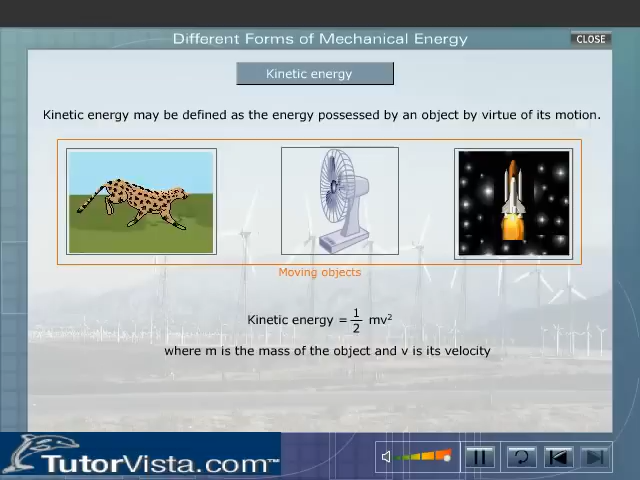 Different Forms of Mechanical Energy
CLOSE
Kinetic energy
Kinetic energy may be defined as the energy possessed by an object by virtue of its motion.
Moving objects
Kinetic energy = 1/2 mv²
where m is the mass of the object and v is its velocity
TutorVista.com™